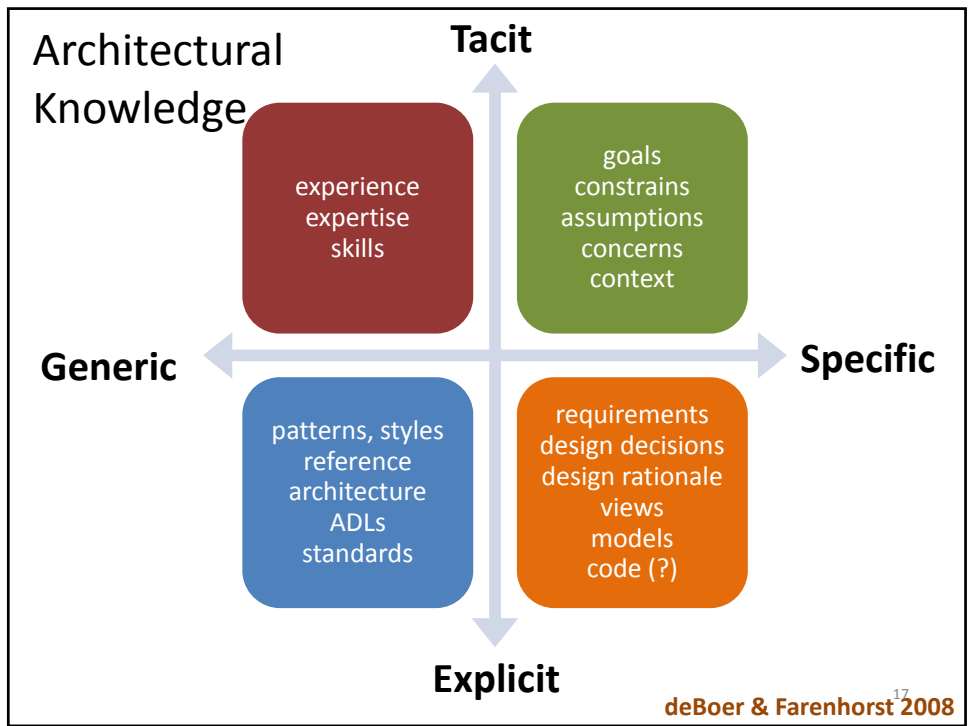 Architectural
Knowledge
Tacit
experience
expertise
skills
goals
constrains
assumptions
concerns
context
Generic
Specific
patterns, styles
reference
architecture
ADLs
standards
requirements
design decisions
design rationale
views
models
code (?)
Explicit
17
deBoer & Farenhorst 2008